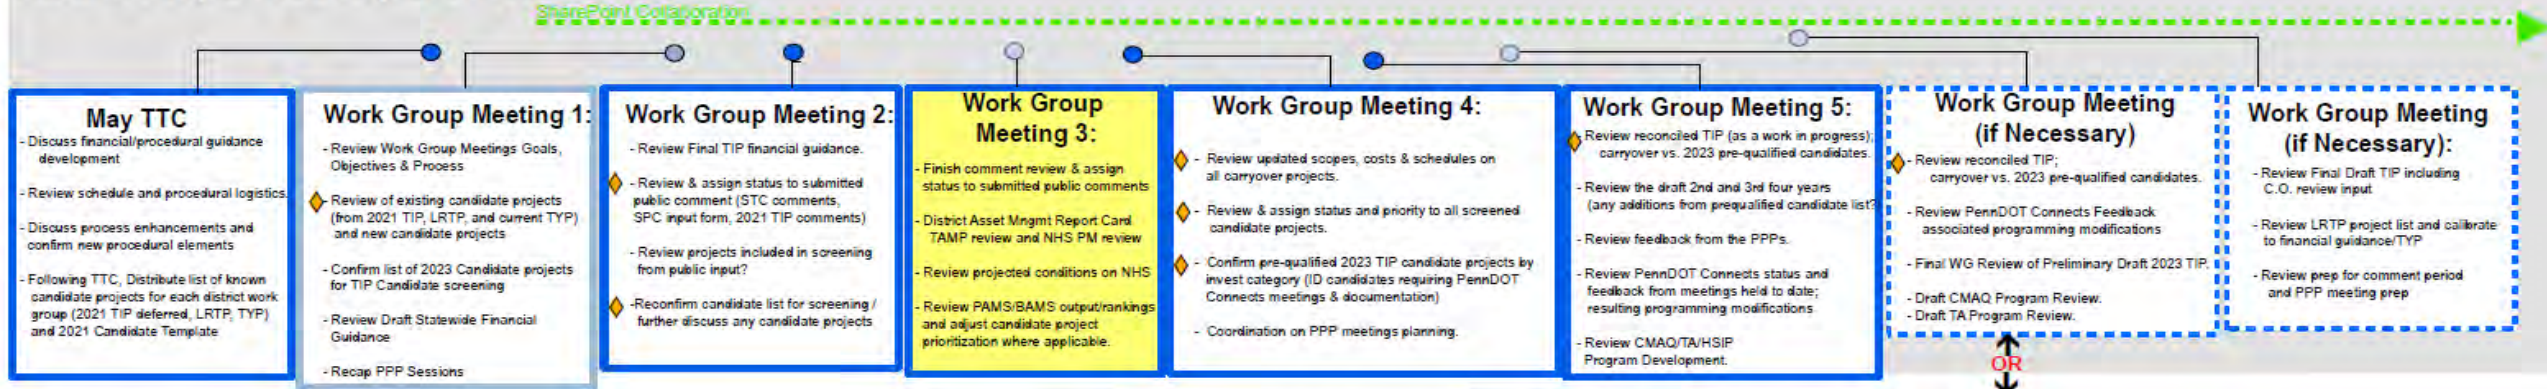 SharePoint Collaboration
May TTC
- Discuss financial/procedural guidance
development
- Review schedule and procedural logistics.
- Discuss process enhancements and
confirm new procedural elements
- Following TTC, Distribute list of known
candidate projects for each district work
group (2021 TIP deferred, LRTP, TYP)
and 2021 Candidate Template
Work Group Meeting 1:
- Review Work Group Meetings Goals,
Objectives & Process
- Review of existing candidate projects
(from 2021 TIP, LRTP, and current TYP)
and new candidate projects
- Confirm list of 2023 Candidate projects
for TIP Candidate screening
- Review Draft Statewide Financial
Guidance
- Recap PPP Sessions
Work Group Meeting 2:
- Review Final TIP financial guidance.
- Review & assign status to submitted
public comment (STC comments,
SPC input form, 2021 TIP comments)
- Review projects included in screening
from public input?
-Reconfirm candidate list for screening /
further discuss any candidate projects
Work Group
Meeting 3:
- Finish comment review & assign
status to submitted public comments
- District Asset Mngmt Report Card
TAMP review and NHS PM review
- Review projected conditions on NHS
- Review PAMS/BAMS output/rankings
and adjust candidate project
prioritization where applicable.
Work Group Meeting 4:
- Review updated scopes, costs & schedules on
all carryover projects.
- Review & assign status and priority to all screened
candidate projects.
- Confirm pre-qualified 2023 TIP candidate projects by
invest category (ID candidates requiring PennDOT
Connects meetings & documentation)
- Coordination on PPP meetings planning.
Work Group Meeting 5:
- Review reconciled TIP (as a work in progress);
carryover vs. 2023 pre-qualified candidates.
- Review the draft 2nd and 3rd four years
(any additions from prequalified candidate list?
- Review feedback from the PPPs.
- Review PennDOT Connects status and
feedback from meetings held to date;
resulting programming modifications
- Review CMAQ/TA/HSIP
Program Development.
Work Group Meeting
(if Necessary)
- Review reconciled TIP;
carryover vs. 2023 pre-qualified candidates.
- Review PennDOT Connects Feedback
associated programming modifications
- Final WG Review of Preliminary Draft 2023 TIP.
- Draft CMAQ Program Review.
- Draft TA Program Review.
OR
Work Group Meeting
(if Necessary):
- Review Final Draft TIP including
C.O. review input
- Review LRTP project list and calibrate
to financial guidance/TYP
- Review prep for comment period
and PPP meeting prep